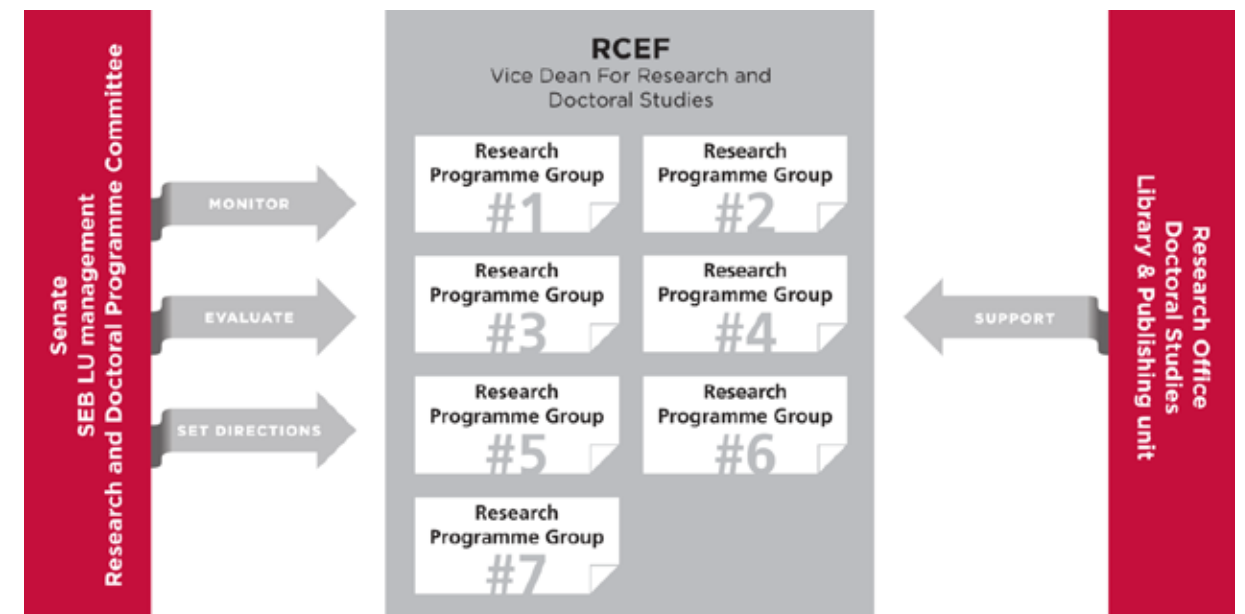 Senate
SEB LU management
Research and Doctoral Programme Committee
MONITOR
EVALUATE
SET DIRECTIONS
RCEF
Vice Dean For Research and
Doctoral Studies
Research
Programme Group
#1
Research
Programme Group
#2
Research
Programme Group
#3
Research
Programme Group
#4
Research
Programme Group
#5
Research
Programme Group
#6
Research
Programme Group
#7
SUPPORT
Research Office
Doctoral Studies
Library & Publishing unit